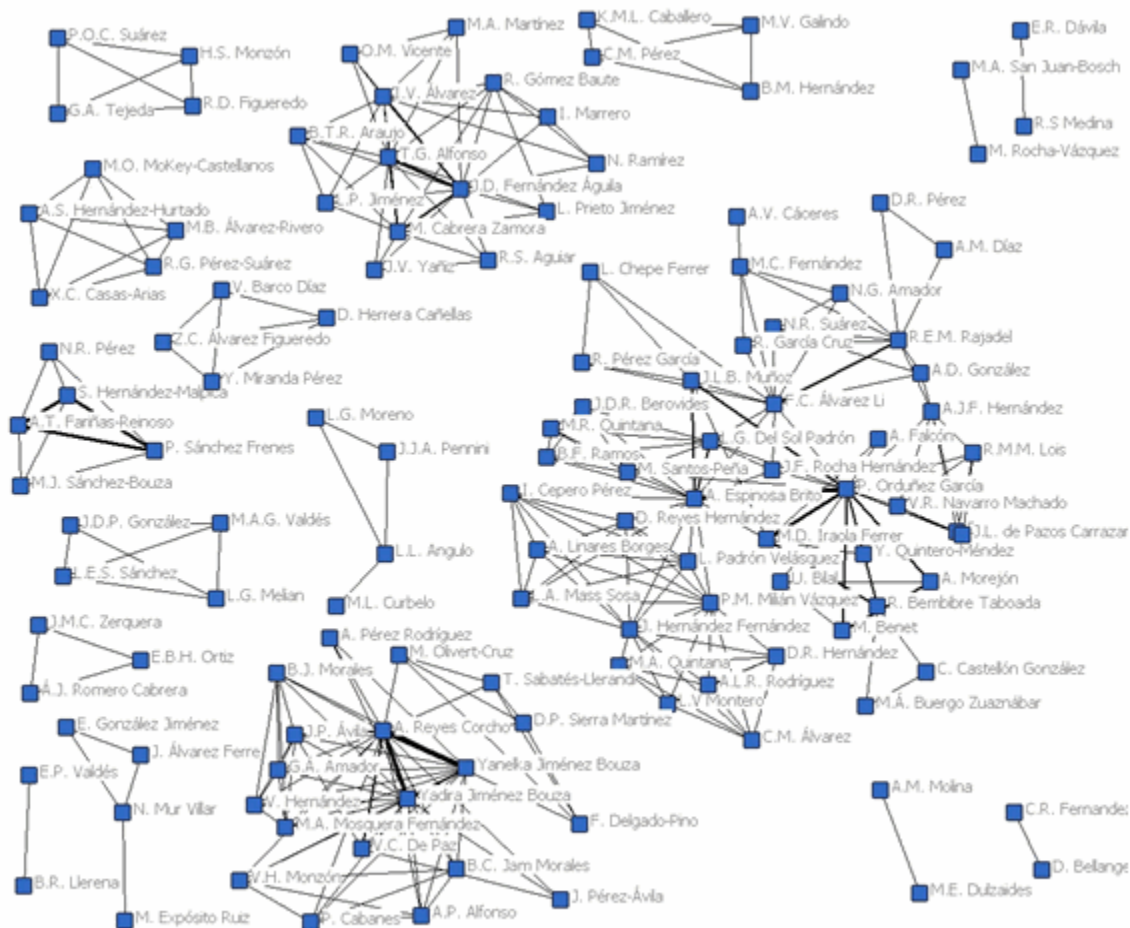 P.O.C. Suárez
H.S. Monzón
G.A. Tejeda
R.D. Figueredo
M.A. Martínez
O.M. Vicente
J.V. Álvarez
R. Gómez Baute
I. Marrero
B.T.R. Araujo
T.G. Alfonso
N. Ramírez
J.D. Fernández Águila
L.P. Jiménez
L. Prieto Jiménez
M. Cabrera Zamora
J.V. Yañiz
R.S. Aguiar
K.M.L. Caballero
M.V. Galindo
C.M. Pérez
B.M. Hernández
E.R. Dávila
M.A. San Juan-Bosch
R.S Medina
M. Rocha-Vázquez
M.O. MoKey-Castellanos
A.S. Hernández-Hurtado
M.B. Álvarez-Rivero
R.G. Pérez-Suárez
X.C. Casas-Arias
V. Barco Díaz
D. Herrera Cañellas
Z.C. Álvarez Figueredo
Y. Miranda Pérez
N.R. Pérez
S. Hernández-Malpica
A.T. Fariñas-Reinoso
P. Sánchez Frenes
M.J. Sánchez-Bouza
L.G. Moreno
J.J.A. Pennini
L.L. Angulo
M.L. Curbelo
J.D.P. González
M.A.G. Valdés
L.E.S. Sánchez
L.G. Melian
J.M.C. Zerquera
E.B.H. Ortiz
A.J. Romero Cabrera
E. González Jiménez
J. Álvarez Ferre
E.P. Valdés
N. Mur Villar
B.R. Llerena
M. Expósito Ruiz
A.V. Cáceres
D.R. Pérez
A.M. Díaz
L. Chepe Ferrer
M.C. Fernández
N.G. Amador
N.R. Suárez
R. García Cruz
R.E.M. Rajadel
R. Pérez García
J.L.B. Muñoz
A.D. González
F.C. Álvarez Li
A.J.F. Hernández
J.D.R. Berovides
M.R. Quintana
L.G. Del Sol Padrón
A. Falcón
R.M.M. Lois
B.F. Ramos
M. Santos-Peña
J.F. Rocha Hernández
I. Cepero Pérez
A. Espinosa Brito
P. Orduñez García
V.R. Navarro Machado
D. Reyes Hernández
M.D. Iraola Ferrer
J.L. de Pazos Carrazar
A. Linares Borges
L. Padrón Velásquez
Y. Quintero-Méndez
J.J. Bilal
A. Morejón
L.A. Mass Sosa
P.M. Milán Vázquez
R. Bembibre Taboada
J. Hernández Fernández
M. Benet
M.A. Quintana
D.R. Hernández
C. Castellón González
A.L.R. Rodríguez
L.V Montero
M.Á. Buergo Zuaznábar
C.M. Álvarez
A. Pérez Rodríguez
M. Olivert-Cruz
B.J. Morales
T. Sabatés-Llerand
J.P. Ávila
A. Reyes Corcho
D.P. Sierra Martínez
G.A. Amador
Yanelka Jiménez Bouza
V. Hernández
Yadira Jiménez Bouza
M.A. Mosquera Fernández
F. Delgado-Pino
V.C. De Paz
V.H. Monzón
B.C. Jam Morales
J. Pérez-Ávila
P. Cabanes
A.P. Alfonso
A.M. Molina
C.R. Fernande
M.E. Dulzaides
D. Bellange